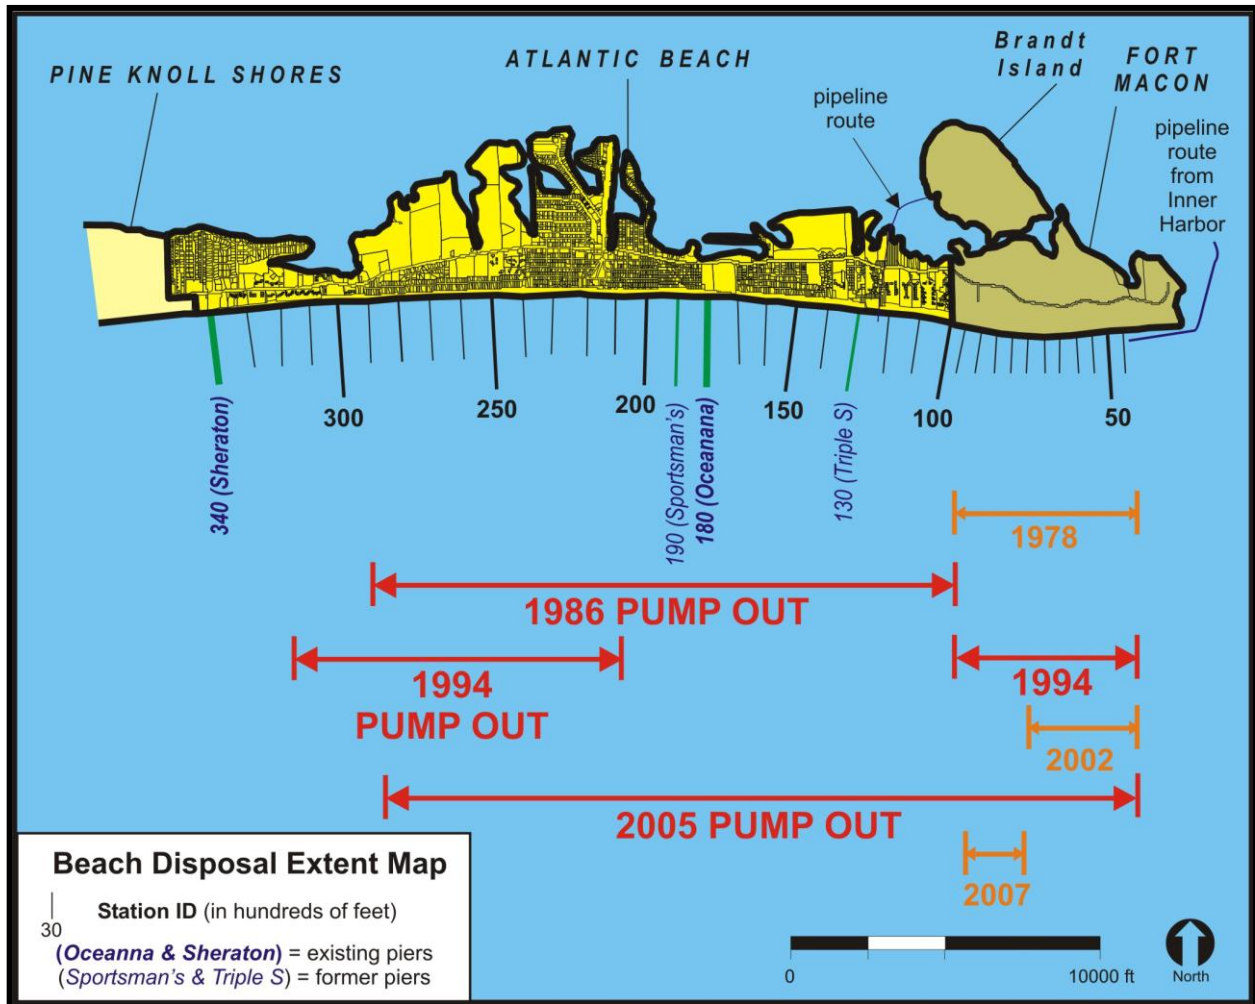 PINE KNOLL SHORES
ATLANTIC BEACH
Brandt
Island
FORT
MACON
pipeline
route
pipeline
route
from
Inner
Harbor
300
250
200
150
100
50
340 (Sheraton)
190 (Sportsman's)
180 (Oceanana)
130 (Triple S)
1978
1986 PUMP OUT
1994
PUMP OUT
1994
2002
2005 PUMP OUT
2007
Beach Disposal Extent Map
30
Station ID (in hundreds of feet)
(Oceanna & Sheraton) = existing piers
(Sportsman's & Triple S) = former piers
0
10000 ft
North